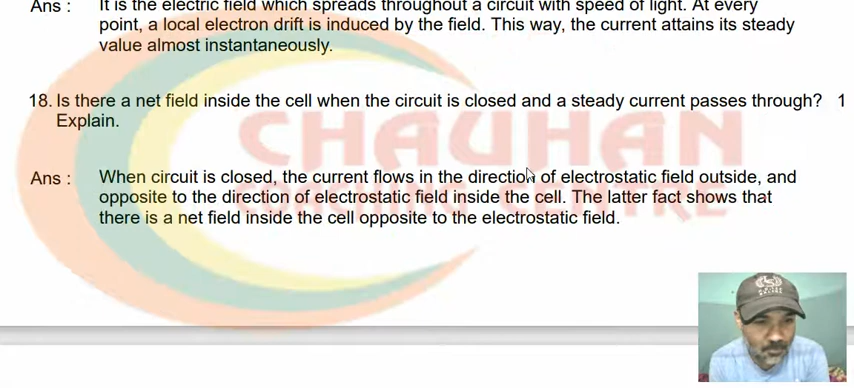 Ans : It is the electric field which spreads throughout a circuit with speed of light. At every
point, a local electron drift is induced by the field. This way, the current attains its steady
value almost instantaneously.
18. Is there a net field inside the cell when the circuit is closed and a steady current passes through? 1
Explain.
CHAUHAN
COACHING CENTRE
Ans : When circuit is closed, the current flows in the direction of electrostatic field outside, and
opposite to the direction of electrostatic field inside the cell. The latter fact shows that
there is a net field inside the cell opposite to the electrostatic field.